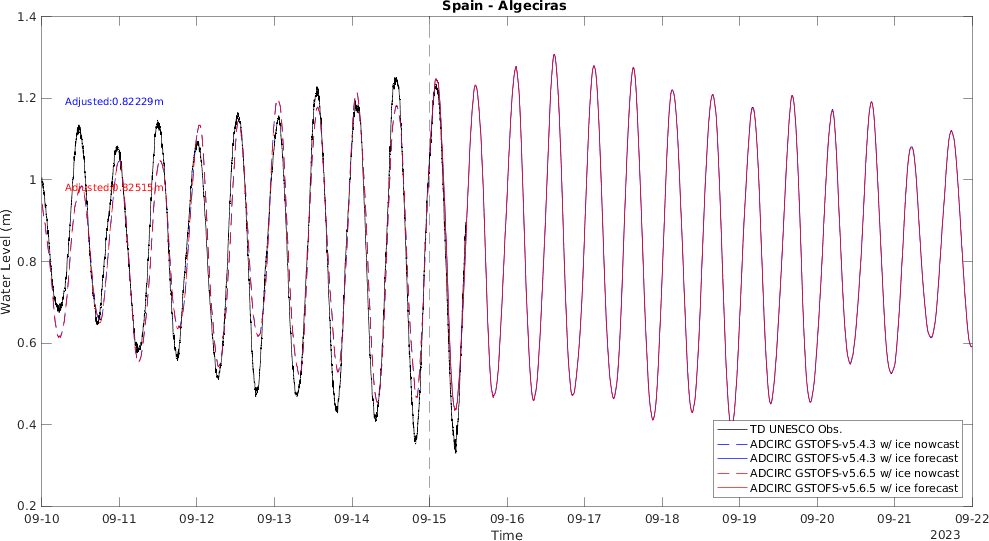 Spain - Algeciras
1.4
1.2
1
0.8
0.6
0.4
0.2
Water Level (m)
Adjusted:0.82229m
Adjusted:0.82515m
TD UNESCO Obs.
ADCIRC GSTOFS-v5.4.3 w/ ice nowcast
ADCIRC GSTOFS-v5.4.3 w/ ice forecast
ADCIRC GSTOFS-v5.6.5 w/ ice nowcast
ADCIRC GSTOFS-v5.6.5 w/ ice forecast
09-10 09-11 09-12 09-13 09-14 09-15 09-16 09-17 09-18 09-19 09-20 09-21 09-22
Time
2023